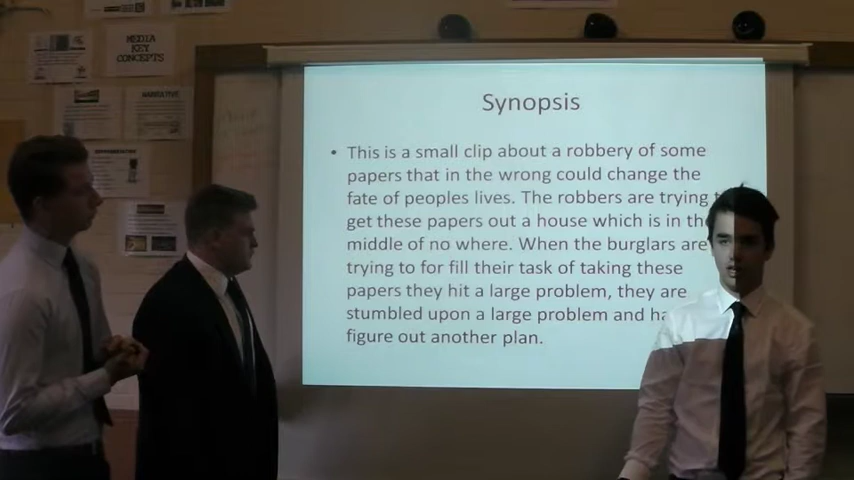 MEDIA
KEY
CONCEPTS
NARRATIVE
Synopsis
• This is a small clip about a robbery of some
papers that in the wrong could change the
fate of peoples lives. The robbers are trying
get these papers out a house which is in the
middle of no where. When the burglars are
trying to for fill their task of taking these
papers they hit a large problem, they are
stumbled upon a large problem and
figure out another plan.